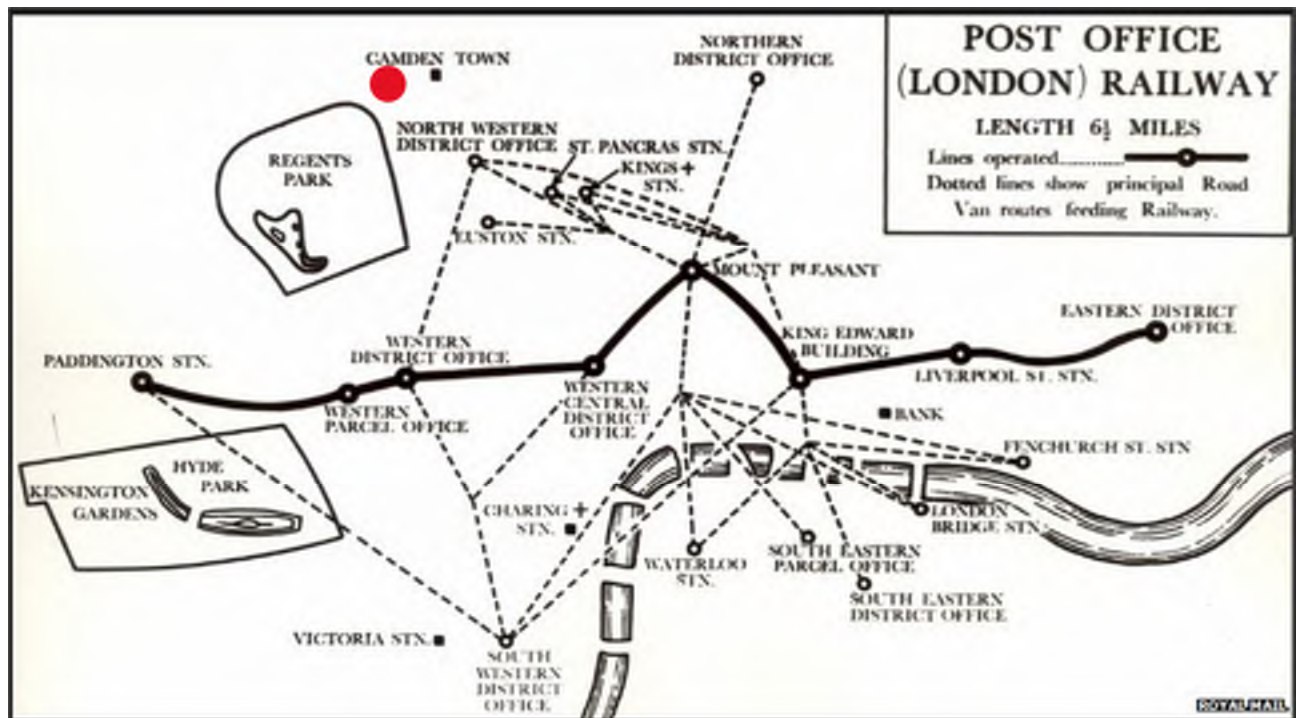 POST OFFICE
(LONDON) RAILWAY
LENGTH 6½ MILES
Lines operated
Dotted lines show principal Road
Van routes feeding Railway.
CAMDEN TOWN
NORTHERN
DISTRICT OFFICE
NORTH WESTERN
DISTRICT OFFICE
ST. PANCRAS STN.
KINGS +
STN.
REGENTS
PARK
EUSTON STN.
MOUNT PLEASANT
EASTERN DISTRICT
OFFICE
KING EDWARD
BUILDING
WESTERN
DISTRICT OFFICE
PADDINGTON STN.
LIVERPOOL ST. STN.
WESTERN
PARCEL OFFICE
WESTERN
CENTRAL
DISTRICT
OFFICE
BANK
FENCHURCH ST. STN
HYDE
PARK
KENSINGTON
GARDENS
CHARING +
STN.
LONDON
BRIDGE STN.
WATERLOO
STN.
SOUTH EASTERN
PARCEL OFFICE
SOUTH EASTERN
DISTRICT OFFICE
VICTORIA STN.
SOUTH
WESTERN
DISTRICT
OFFICE
ROYAL MAIL